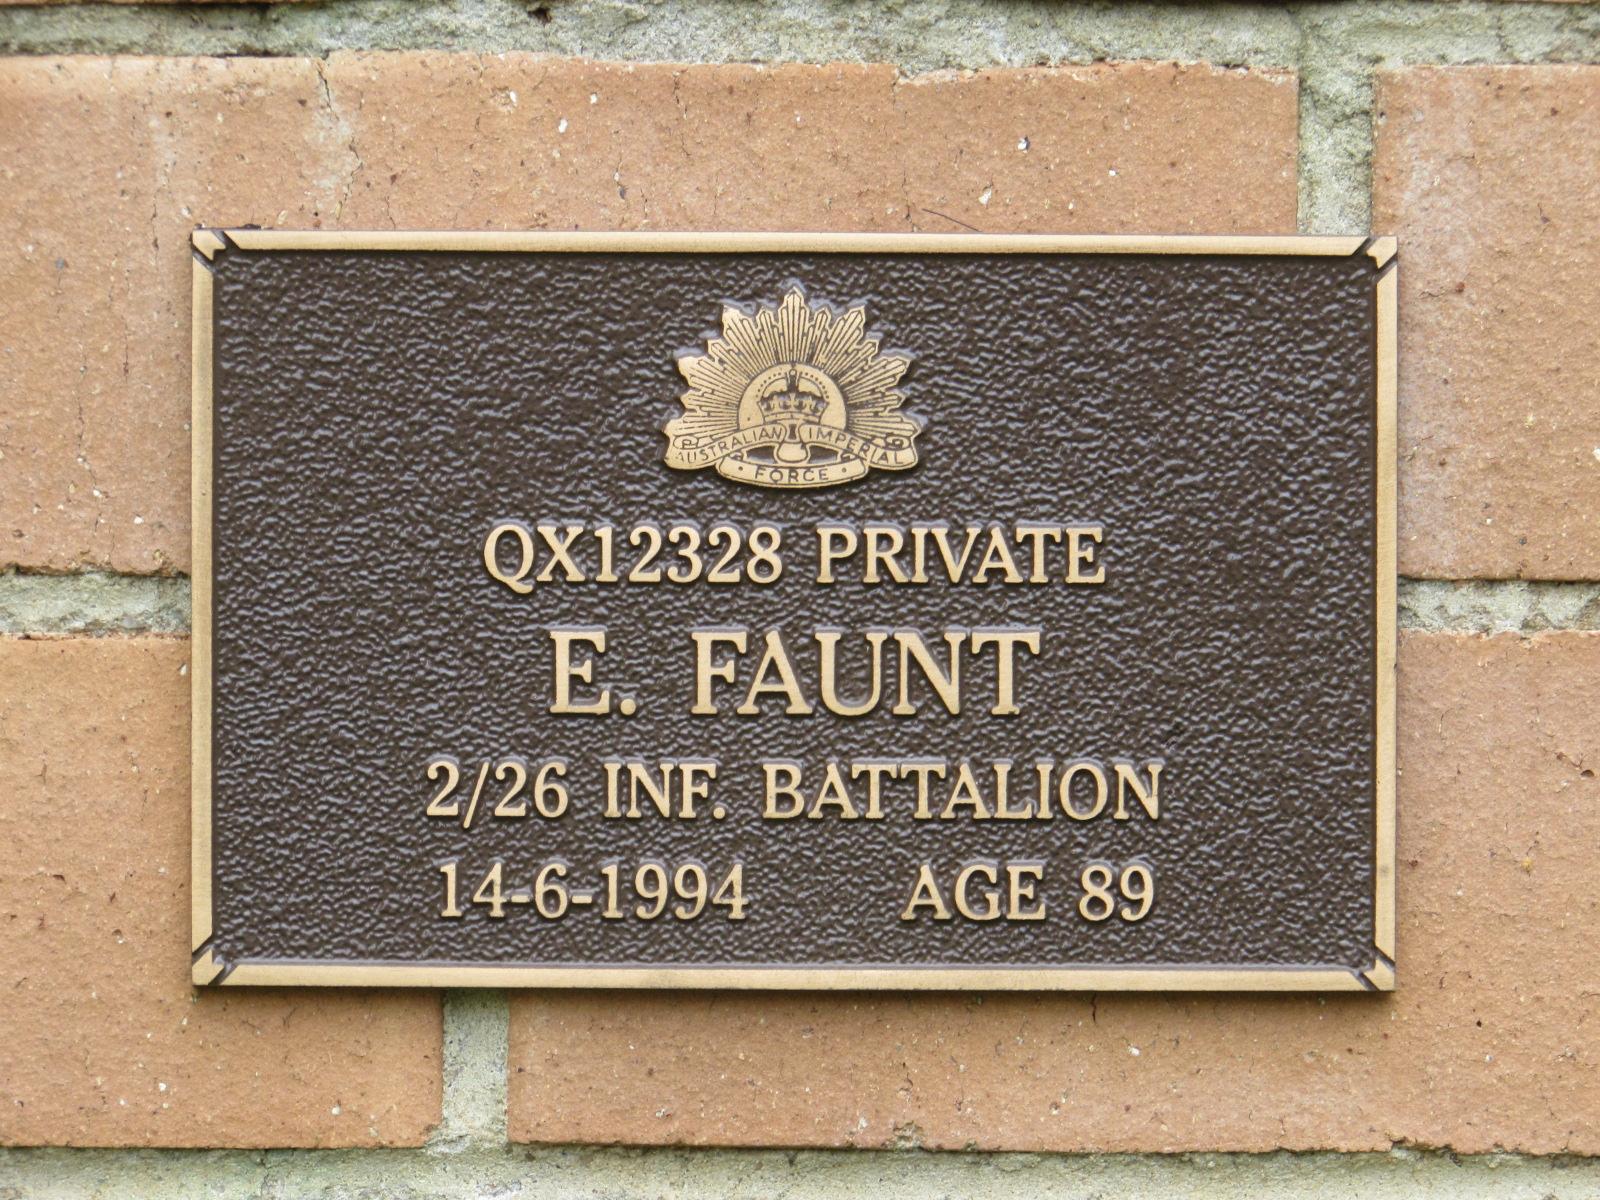 AUSTRALIAN IMPERIAL
FORCE
QX12328 PRIVATE
E. FAUNT
2/26 INF. BATTALION
14-6-1994 AGE 89